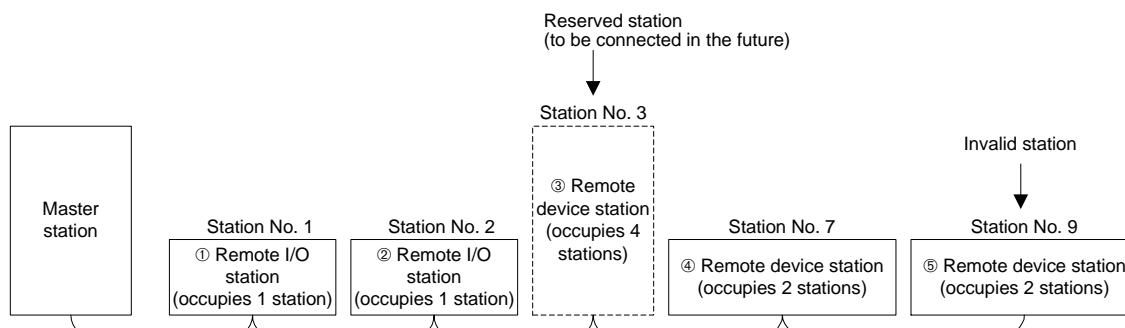 Reserved station
(to be connected in the future)
Station No. 3
Invalid station
Master
station
Station No. 1
① Remote I/O
station
(occupies 1 station)
Station No. 2
② Remote I/O
station
(occupies 1 station)
③ Remote
device station
(occupies 4
stations)
Station No. 7
④ Remote device station
(occupies 2 stations)
Station No. 9
⑤ Remote device station
(occupies 2 stations)